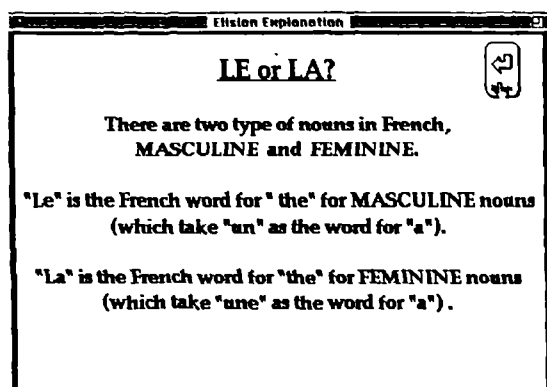 Elision Explanation
LE or LA?
There are two type of nouns in French,
MASCULINE and FEMININE.
"Le" is the French word for " the" for MASCULINE nouns
(which take "un" as the word for "a").
"La" is the French word for "the" for FEMININE nouns
(which take "une" as the word for "a") .